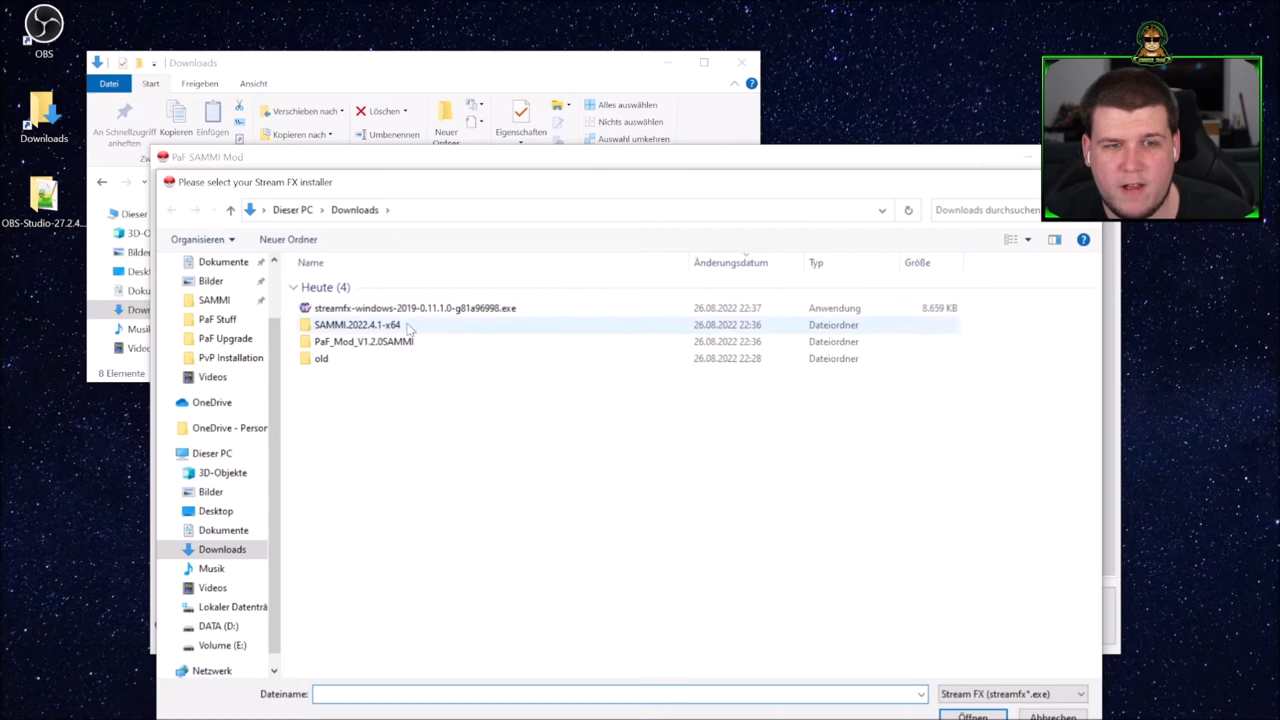 OBS
Downloads
OBS-Studio-27.2.4...
Downloads
Datei
Start
Freigeben
Ansicht
An Schnellzugriff
anheften
Kopieren
Einfügen
Verschieben nach
Kopieren nach
Löschen
Umbenennen
Neuer
Ordner
Eigenschaften
Alles auswählen
Nichts auswählen
Auswahl umkehren
Dieser
3D-O
Bilder
Deskt
Doku
Down
Musik
Video
8 Elemente
PaF SAMMI Mod
Please select your Stream FX installer
Dieser PC
Downloads
Downloads durchsuchen
Organisieren
Neuer Ordner
Dokumente
Bilder
SAMMI
PaF Stuff
PaF Upgrade
PvP Installation
Videos
OneDrive
OneDrive - Person
Dieser PC
3D-Objekte
Bilder
Desktop
Dokumente
Downloads
Musik
Videos
Lokaler Datenträ
DATA (D:)
Volume (E:)
Netzwerk
Name Änderungsdatum Typ Größe
Heute (4)
streamfx-windows-2019-0.11.1.0-g81a96998.exe 26.08.2022 22:37 Anwendung 8.659 KB
SAMMI.2022.4.1-x64 26.08.2022 22:36 Dateiordner
PaF_Mod_V1.2.0SAMMI 26.08.2022 22:36 Dateiordner
old 26.08.2022 22:28 Dateiordner
Dateiname:
Stream FX (streamfx*.exe)
Öffnen
Abbrechen